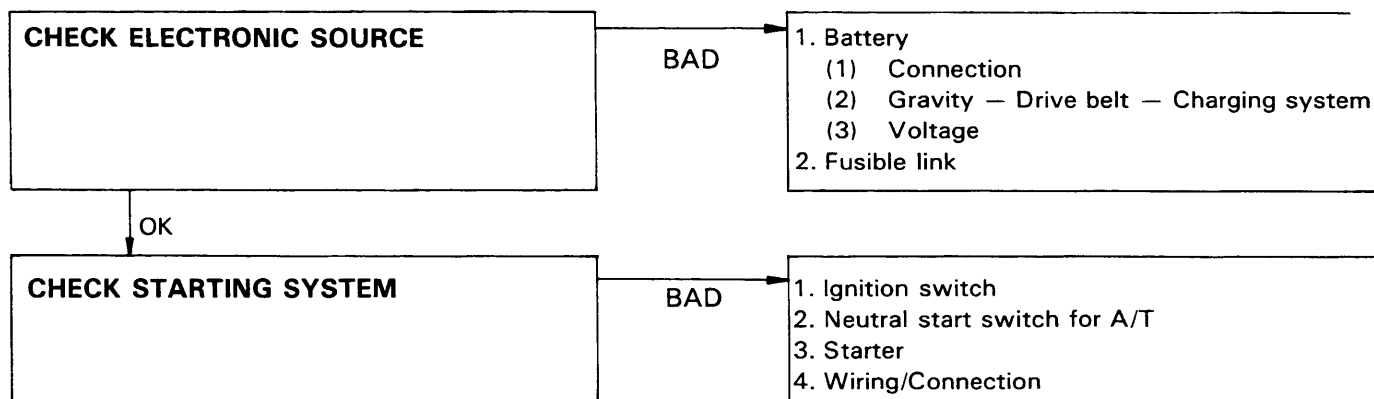 CHECK ELECTRONIC SOURCE
BAD
1. Battery
(1) Connection
(2) Gravity — Drive belt — Charging system
(3) Voltage
2. Fusible link
OK
CHECK STARTING SYSTEM
BAD
1. Ignition switch
2. Neutral start switch for A/T
3. Starter
4. Wiring/Connection